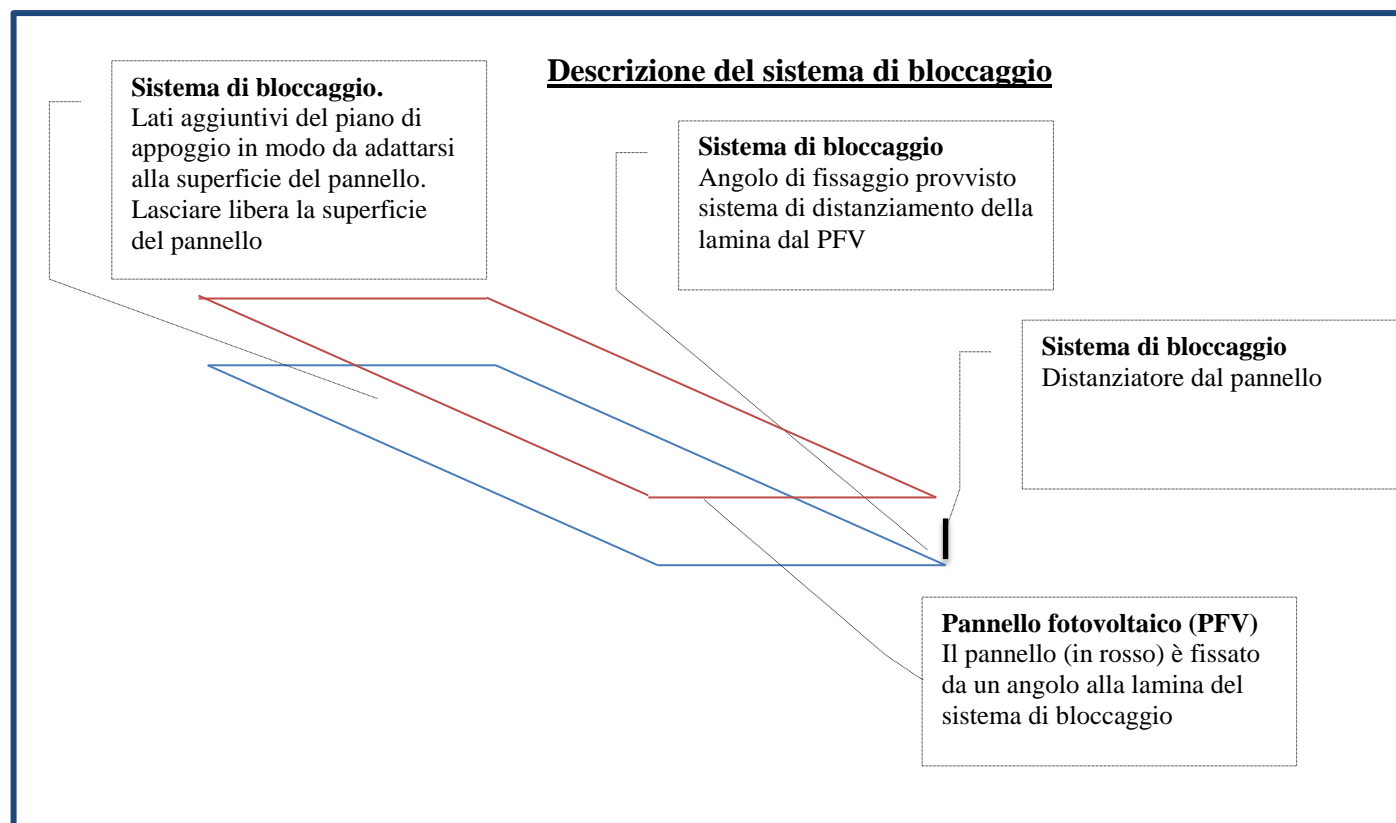 Descrizione del sistema di bloccaggio
Sistema di bloccaggio.
Lati aggiuntivi del piano di
appoggio in modo da adattarsi
alla superficie del pannello.
Lasciare libera la superficie
del pannello
Sistema di bloccaggio
Angolo di fissaggio provvisto
sistema di distanziamento della
lamina dal PFV
Sistema di bloccaggio
Distanziatore dal pannello
Pannello fotovoltaico (PFV)
Il pannello (in rosso) è fissato
da un angolo alla lamina del
sistema di bloccaggio